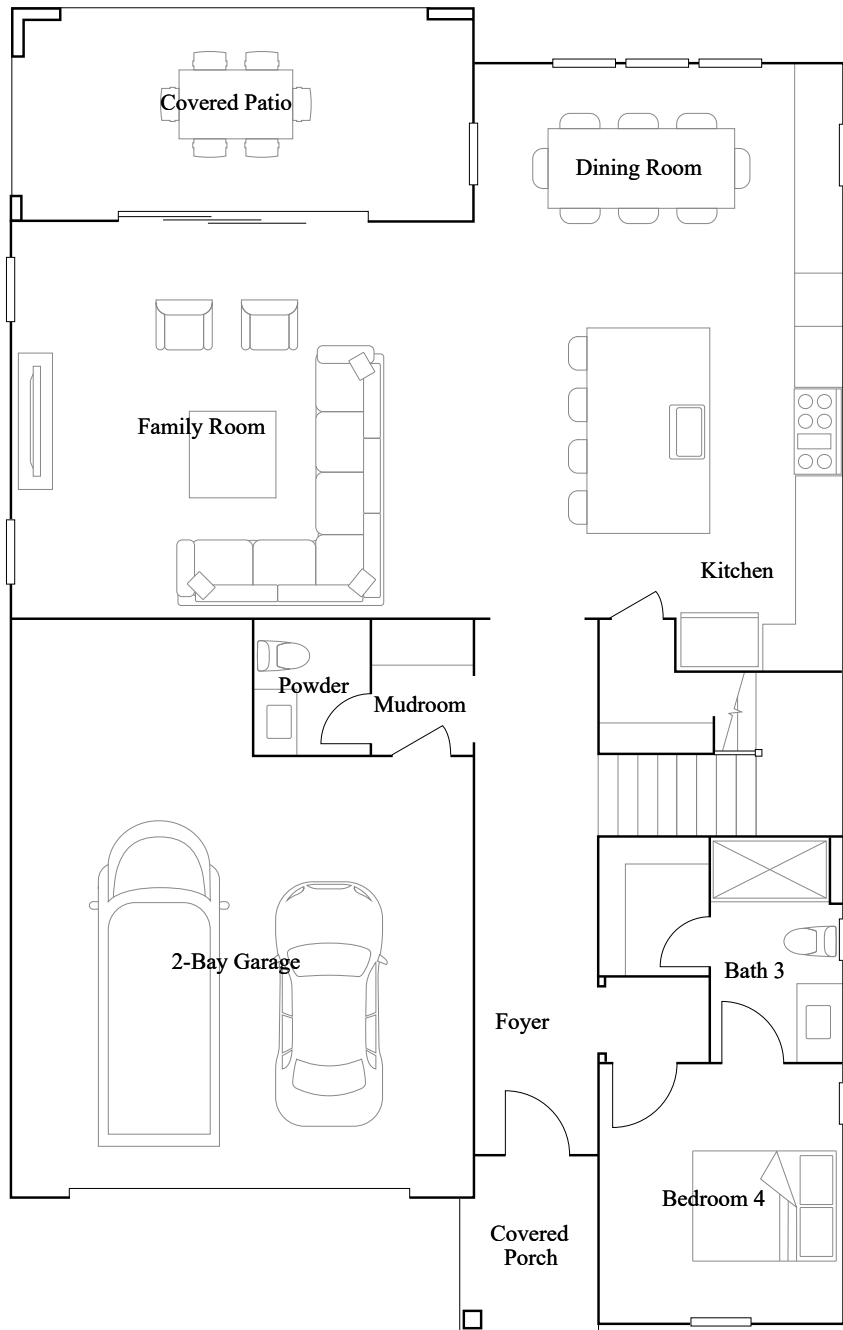 Covered Patio
Dining Room
Family Room
Kitchen
Powder
Mudroom
2-Bay Garage
Bath 3
Foyer
Bedroom 4
Covered
Porch